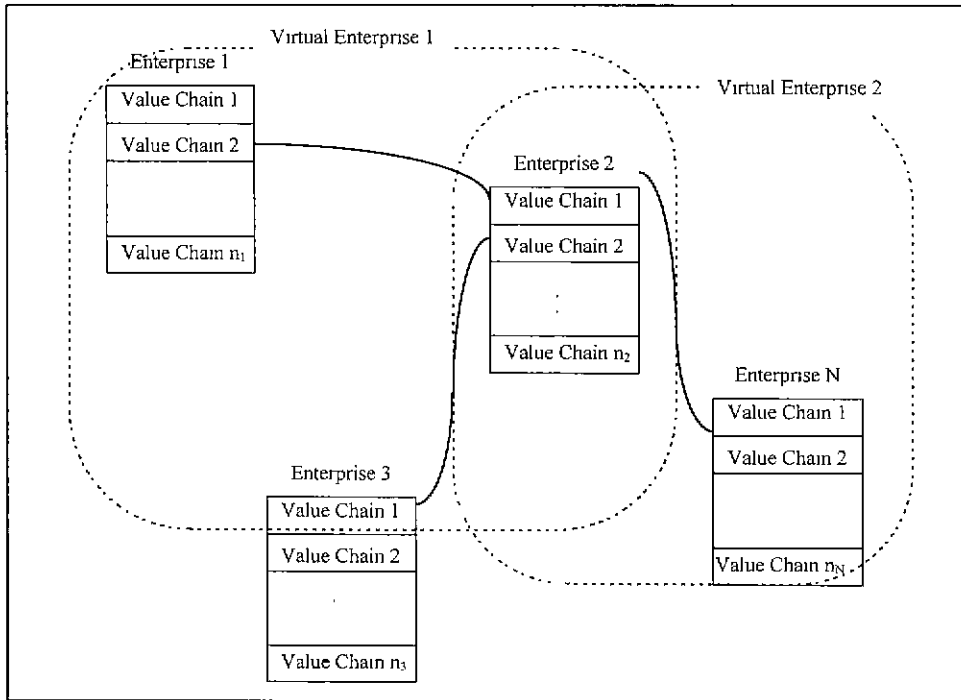 Virtual Enterprise 1
Enterprise 1
Value Chain 1
Value Chain 2
Value Chain n₁
Virtual Enterprise 2
Enterprise 2
Value Chain 1
Value Chain 2
Value Chain n₂
Enterprise N
Value Chain 1
Value Chain 2
Value Chain n_N
Enterprise 3
Value Chain 1
Value Chain 2
Value Chain n₃